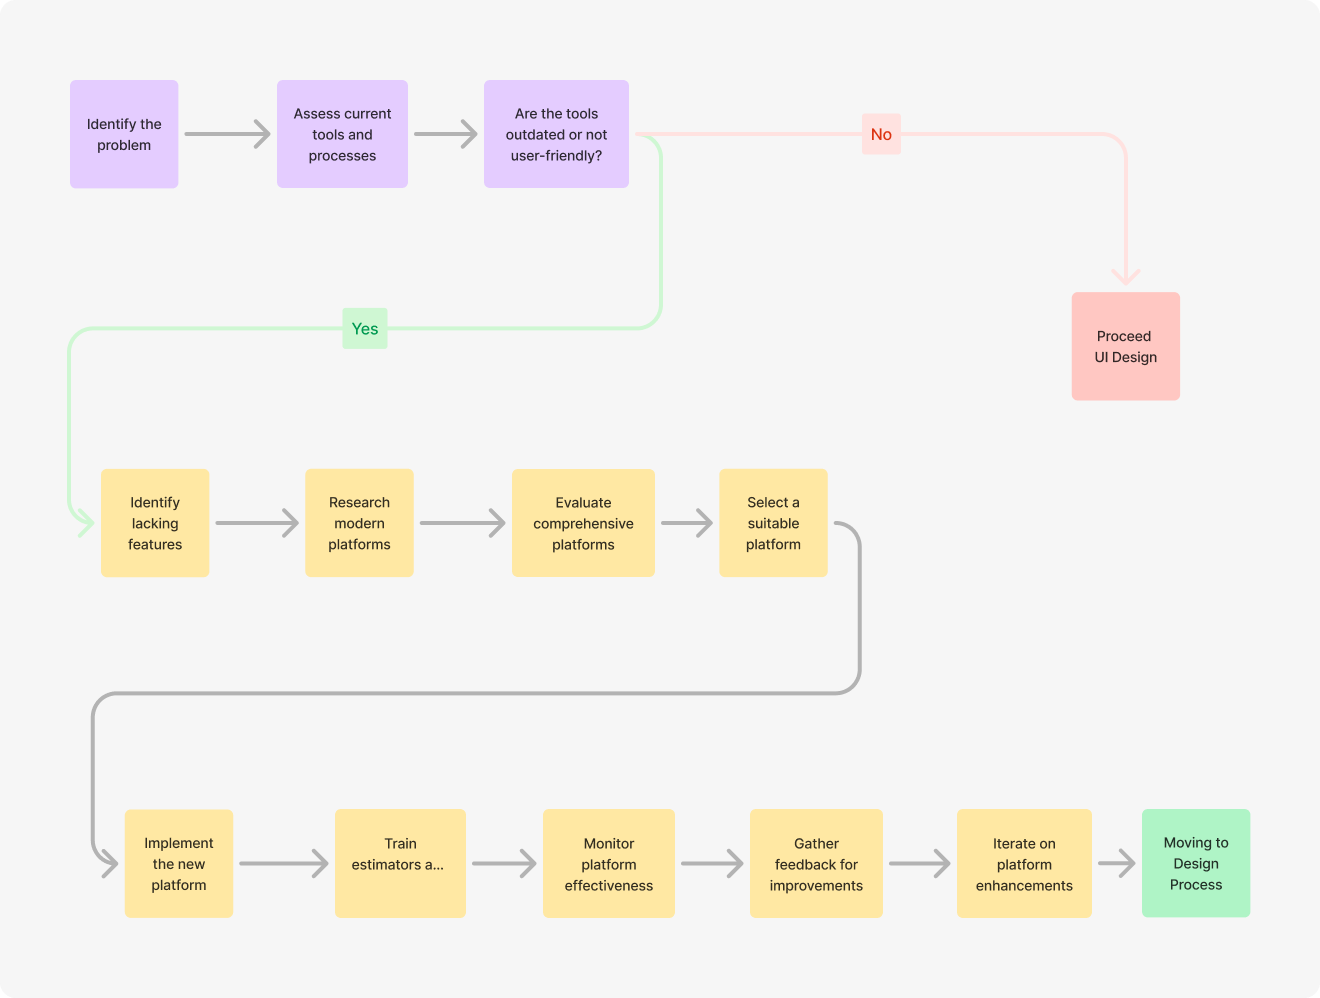 Identify the
problem
Assess current
tools and
processes
Are the tools
outdated or not
user-friendly?
No
Yes
Proceed
UI Design
Identify
lacking
features
Research
modern
platforms
Evaluate
comprehensive
platforms
Select a
suitable
platform
Implement
the new
platform
Train
estimators a...
Monitor
platform
effectiveness
Gather
feedback for
improvements
Iterate on
platform
enhancements
Moving to
Design
Process